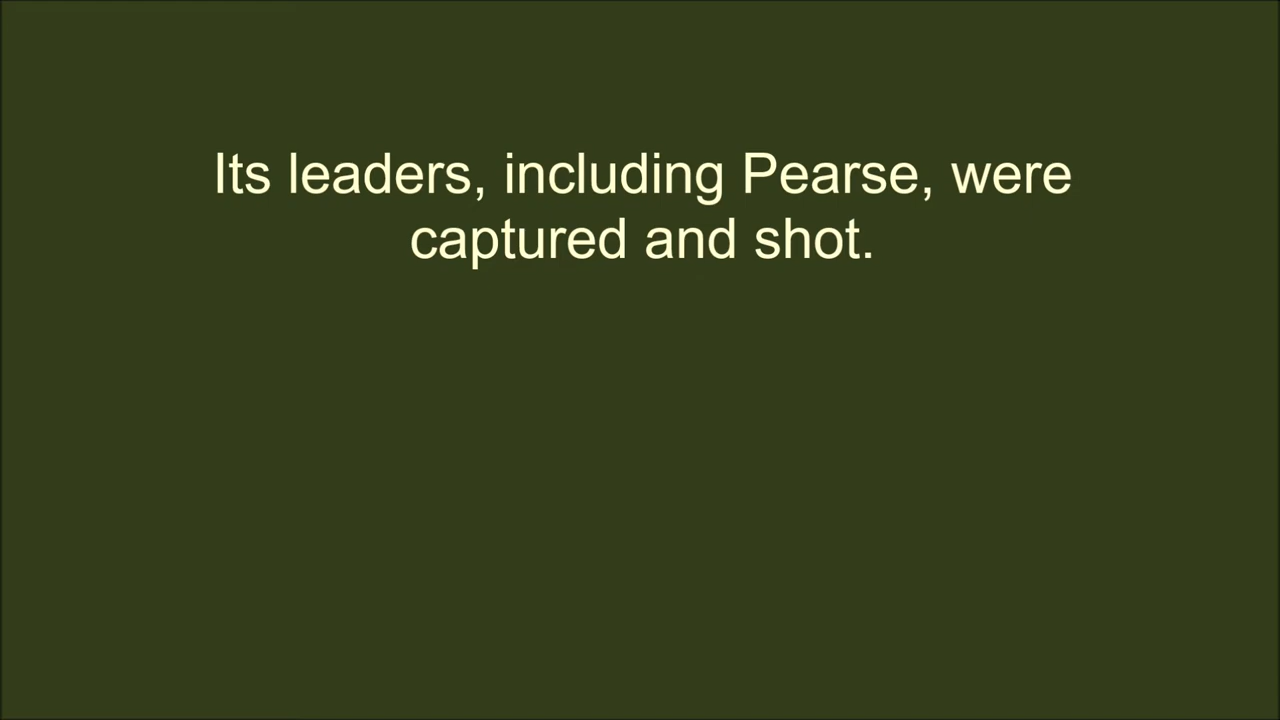 Its leaders, including Pearse, were
captured and shot.